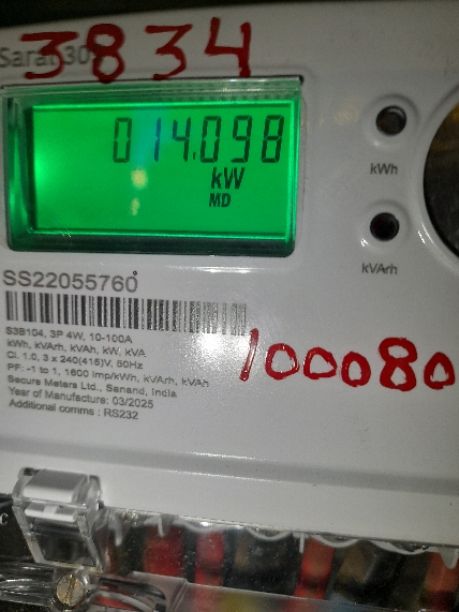 3834
014.098
kW
MD
kWh
kVArh
SS22055760
S3B104, 3P 4W, 10-100A
kWh, kVArh, kVAh, kW, kVA
Cl. 1.0, 3 x 240(415)V, 50Hz
PF: -1 to 1, 1600 imp/kWh, kVArh, kVAh
Secure Meters Ltd., Sanand, India
Year of Manufacture: 03/2025
Additional comms : RS232
100080
C